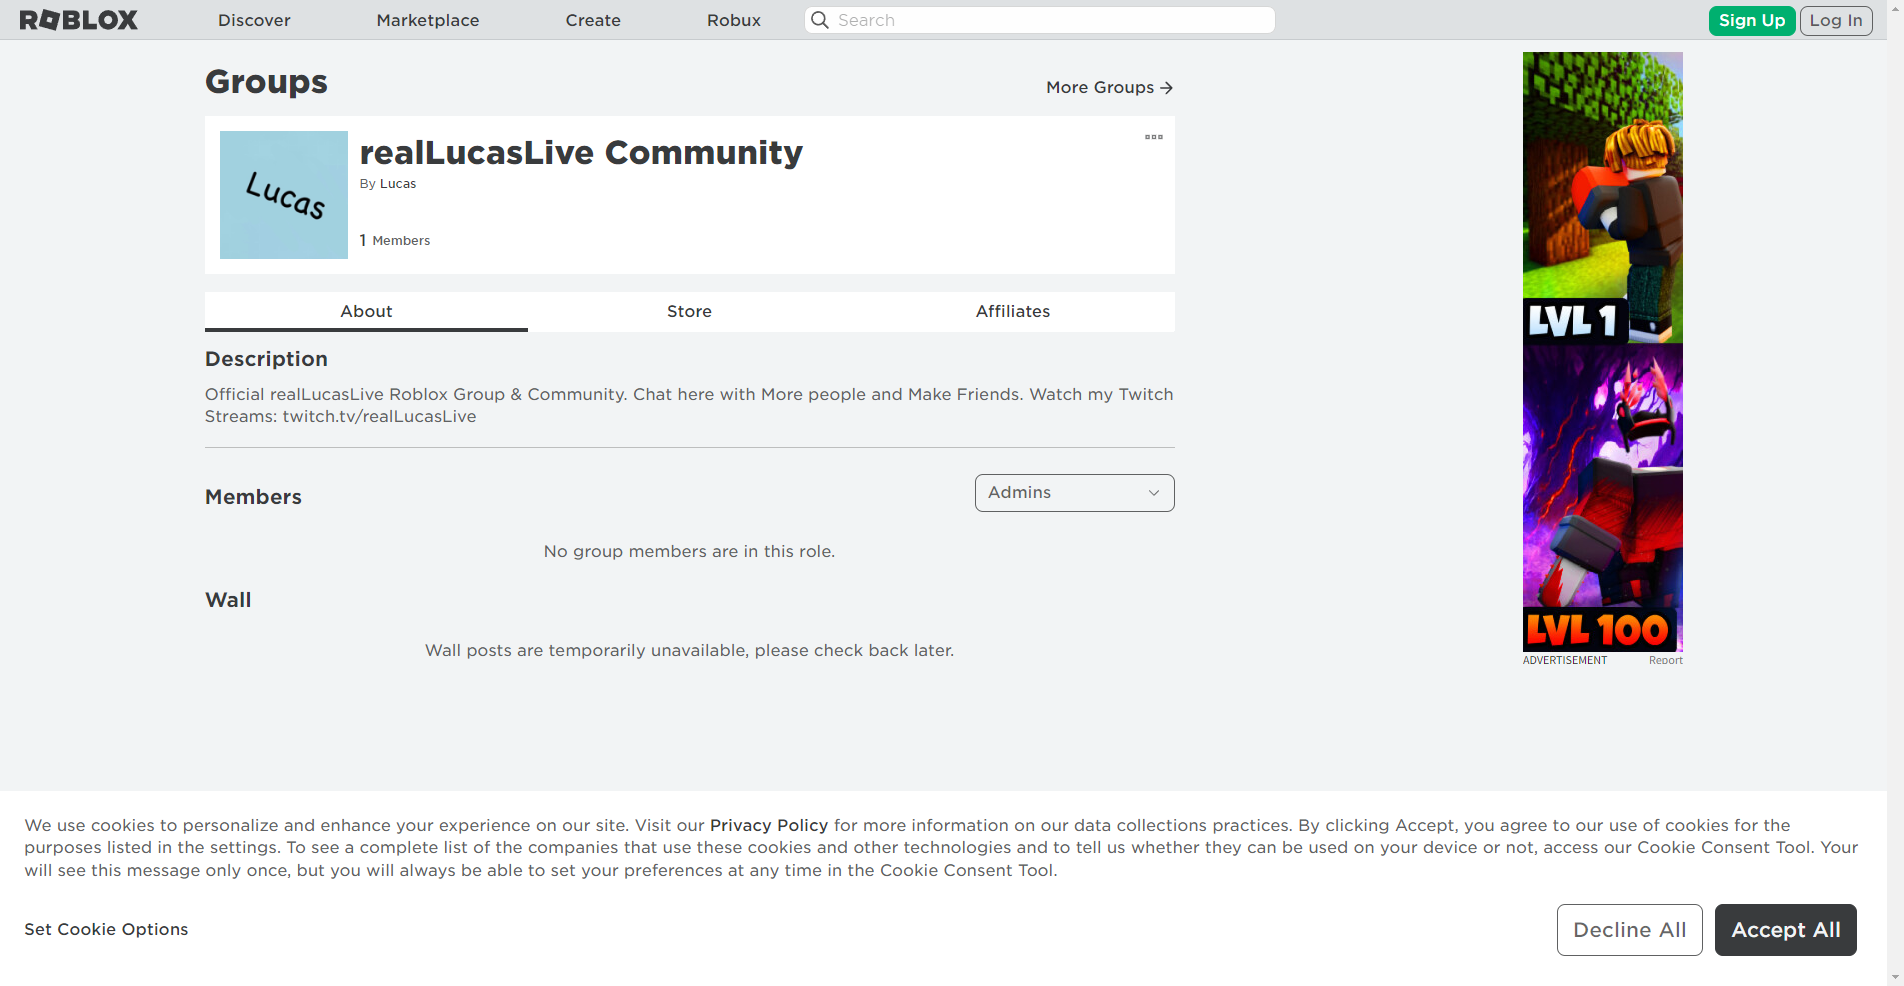 ROBLOX
Discover
Marketplace
Create
Robux
Search
Sign Up
Log In
Groups
More Groups
Lucas
realLucasLive Community
By Lucas
1 Members
About
Store
Affiliates
Description
Official realLucasLive Roblox Group & Community. Chat here with More people and Make Friends. Watch my Twitch
Streams: twitch.tv/realLucasLive
Members
Admins
No group members are in this role.
Wall
Wall posts are temporarily unavailable, please check back later.
LVL 1
LVL 100
ADVERTISEMENT
Report
We use cookies to personalize and enhance your experience on our site. Visit our Privacy Policy for more information on our data collections practices. By clicking Accept, you agree to our use of cookies for the
purposes listed in the settings. To see a complete list of the companies that use these cookies and other technologies and to tell us whether they can be used on your device or not, access our Cookie Consent Tool. Your
will see this message only once, but you will always be able to set your preferences at any time in the Cookie Consent Tool.
Set Cookie Options
Decline All
Accept All